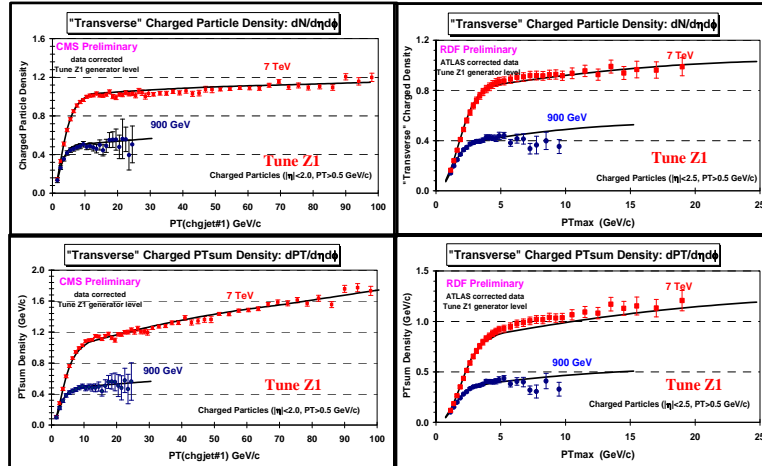 "Transverse" Charged Particle Density: dN/dηdφ
CMS Preliminary
data corrected
Tune Z1 generator level
7 TeV
900 GeV
Tune Z1
Charged Particles (|η|<2.0, PT>0.5 GeV/c)
Charged Particle Density
1.6
1.2
0.8
0.4
0.0
0 10 20 30 40 50 60 70 80 90 100
PT(chgjet#1) GeV/c
"Transverse" Charged Particle Density: dN/dηdφ
RDF Preliminary
ATLAS corrected data
Tune Z1 generator level
7 TeV
900 GeV
Tune Z1
Charged Particles (|η|<2.5, PT>0.5 GeV/c)
"Transverse" Charged Density
1.2
0.8
0.4
0.0
0 5 10 15 20 25
PTmax (GeV/c)
"Transverse" Charged PTsum Density: dPT/dηdφ
CMS Preliminary
data corrected
Tune Z1 generator level
7 TeV
900 GeV
Tune Z1
Charged Particles (|η|<2.0, PT>0.5 GeV/c)
PTsum Density (GeV/c)
2.0
1.6
1.2
0.8
0.4
0.0
0 10 20 30 40 50 60 70 80 90 100
PT(chgjet#1) GeV/c
"Transverse" Charged PTsum Density: dPT/dηdφ
RDF Preliminary
ATLAS corrected data
Tune Z1 generator level
7 TeV
900 GeV
Tune Z1
Charged Particles (|η|<2.5, PT>0.5 GeV/c)
PTsum Density (GeV/c)
1.5
1.0
0.5
0.0
0 5 10 15 20 25
PTmax (GeV/c)